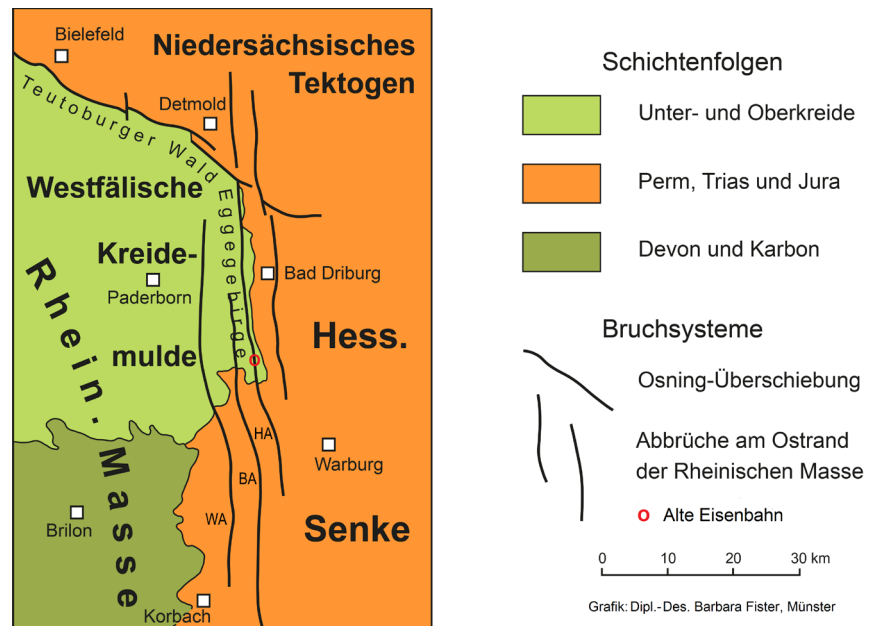 Bielefeld
Niedersächsisches
Tektogen
Detmold
Teutoburger Wald
Westfälische
Eggegebirge
Kreide-
Bad Driburg
Paderborn
Rhein. Masse
Hess.
mulde
o
HA
Warburg
BA
WA
Brilon
Senke
Korbach
Schichtenfolgen
Unter- und Oberkreide
Perm, Trias und Jura
Devon und Karbon
Bruchsysteme
Osning-Überschiebung
Abbrüche am Ostrand
der Rheinischen Masse
o Alte Eisenbahn
0 10 20 30 km
Grafik: Dipl.-Des. Barbara Fister, Münster